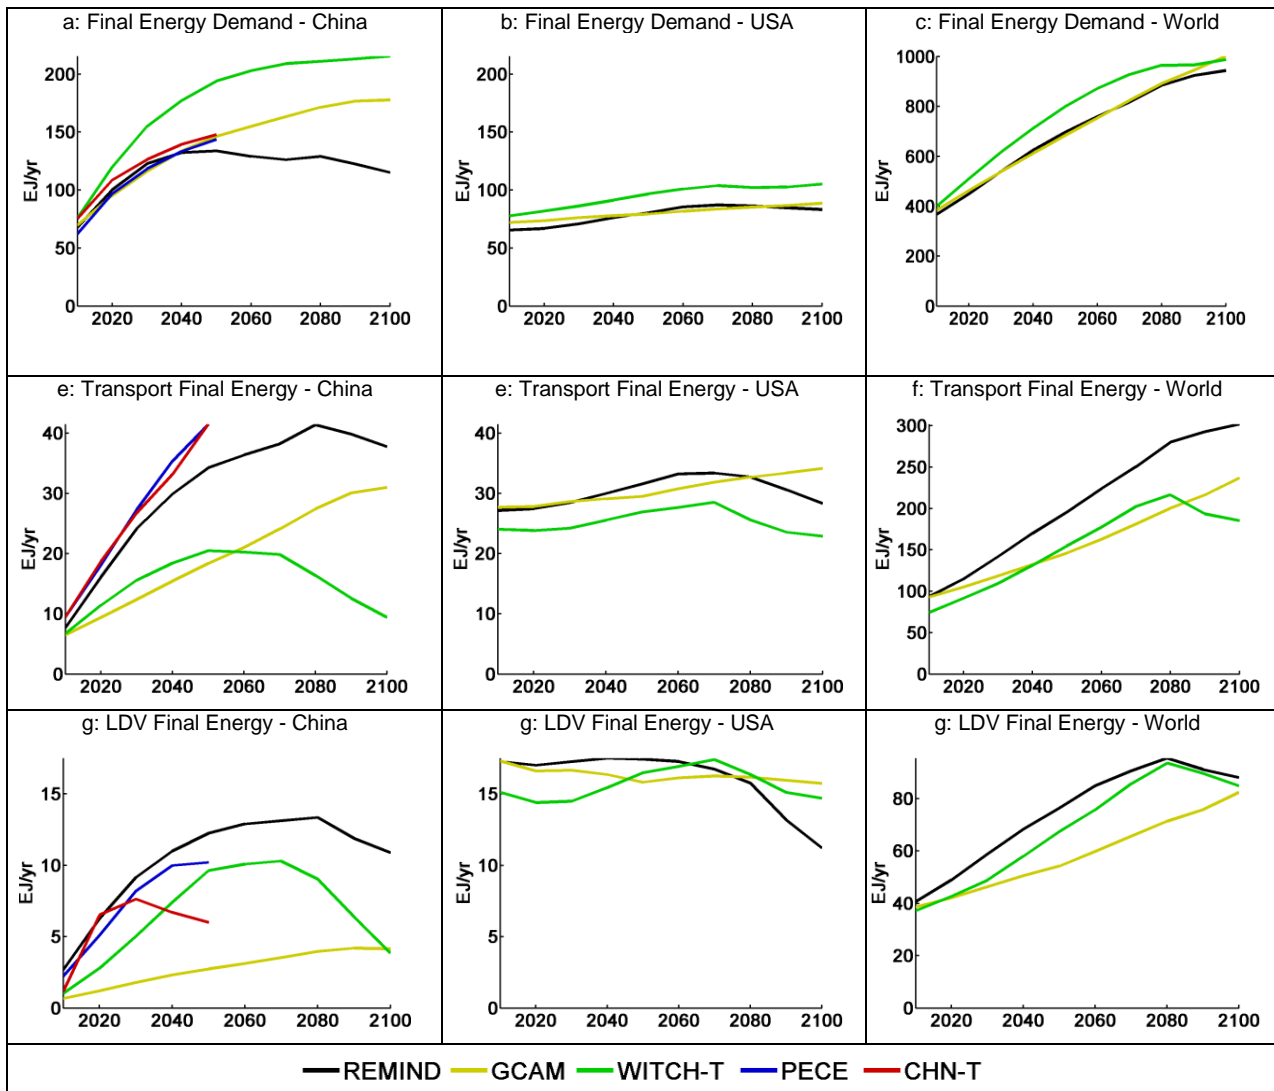 a: Final Energy Demand - China
b: Final Energy Demand - USA
c: Final Energy Demand - World
EJ/yr
200
150
100
50
0
2020 2040 2060 2080 2100
EJ/yr
200
150
100
50
0
2020 2040 2060 2080 2100
EJ/yr
1000
800
600
400
200
0
2020 2040 2060 2080 2100
e: Transport Final Energy - China
e: Transport Final Energy - USA
f: Transport Final Energy - World
EJ/yr
40
30
20
10
0
2020 2040 2060 2080 2100
EJ/yr
40
30
20
10
0
2020 2040 2060 2080 2100
EJ/yr
300
250
200
150
100
50
0
2020 2040 2060 2080 2100
g: LDV Final Energy - China
g: LDV Final Energy - USA
g: LDV Final Energy - World
EJ/yr
15
10
5
0
2020 2040 2060 2080 2100
EJ/yr
15
10
5
0
2020 2040 2060 2080 2100
EJ/yr
80
60
40
20
0
2020 2040 2060 2080 2100
REMIND GCAM WITCH-T PECE CHN-T